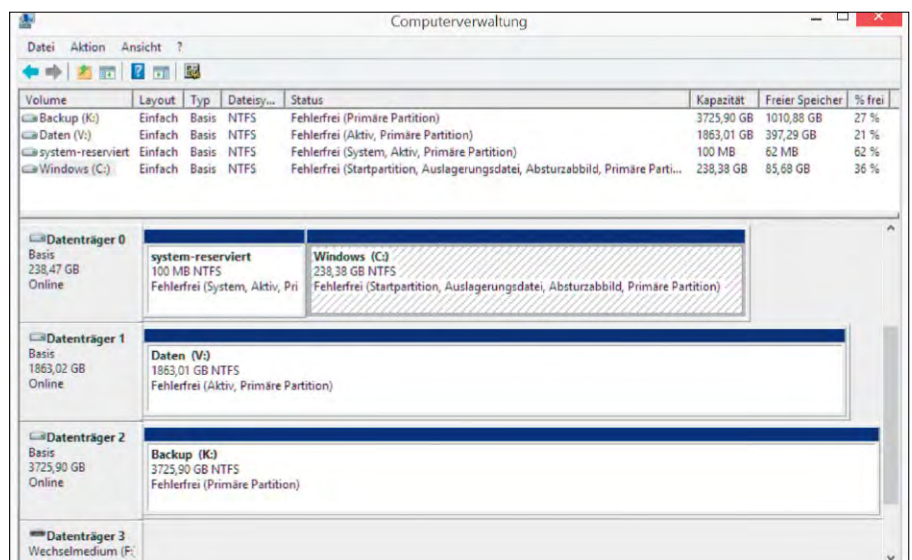 Computerverwaltung
Datei Aktion Ansicht ?
Volume Layout Typ Dateisy... Status Kapazität Freier Speicher % frei
Backup (K:) Einfach Basis NTFS Fehlerfrei (Primäre Partition) 3725,90 GB 1010,88 GB 27 %
Daten (V:) Einfach Basis NTFS Fehlerfrei (Aktiv, Primäre Partition) 1863,01 GB 397,29 GB 21 %
system-reserviert Einfach Basis NTFS Fehlerfrei (System, Aktiv, Primäre Partition) 100 MB 62 MB 62 %
Windows (C:) Einfach Basis NTFS Fehlerfrei (Startpartition, Auslagerungsdatei, Absturzabbild, Primäre Parti... 238,38 GB 85,68 GB 36 %
Datenträger 0
Basis
238,47 GB
Online
system-reserviert
100 MB NTFS
Fehlerfrei (System, Aktiv, Pri
Windows (C:)
238,38 GB NTFS
Fehlerfrei (Startpartition, Auslagerungsdatei, Absturzabbild, Primäre Partition)
Datenträger 1
Basis
1863,02 GB
Online
Daten (V:)
1863,01 GB NTFS
Fehlerfrei (Aktiv, Primäre Partition)
Datenträger 2
Basis
3725,90 GB
Online
Backup (K:)
3725,90 GB NTFS
Fehlerfrei (Primäre Partition)
Datenträger 3
Wechselmedium (F: